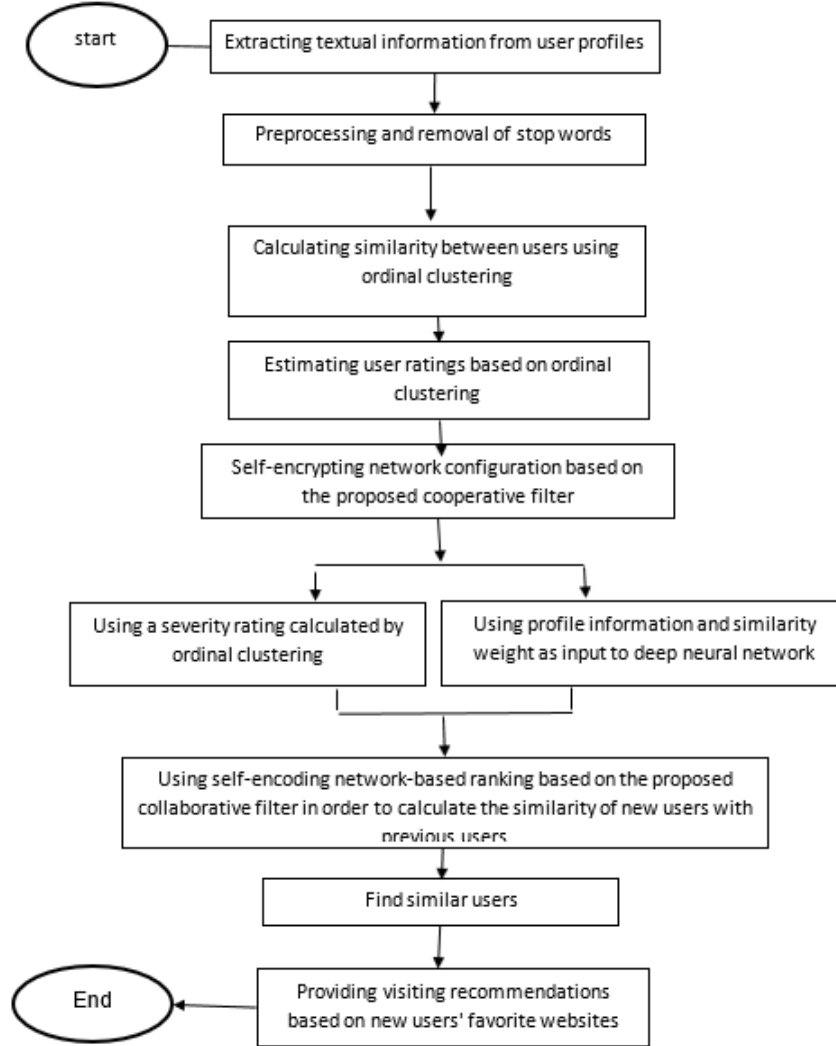 start
Extracting textual information from user profiles
Preprocessing and removal of stop words
Calculating similarity between users using
ordinal clustering
Estimating user ratings based on ordinal
clustering
Self-encrypting network configuration based on
the proposed cooperative filter
Using a severity rating calculated by
ordinal clustering
Using profile information and similarity
weight as input to deep neural network
Using self-encoding network-based ranking based on the proposed
collaborative filter in order to calculate the similarity of new users with
previous users
Find similar users
Providing visiting recommendations
based on new users' favorite websites
End